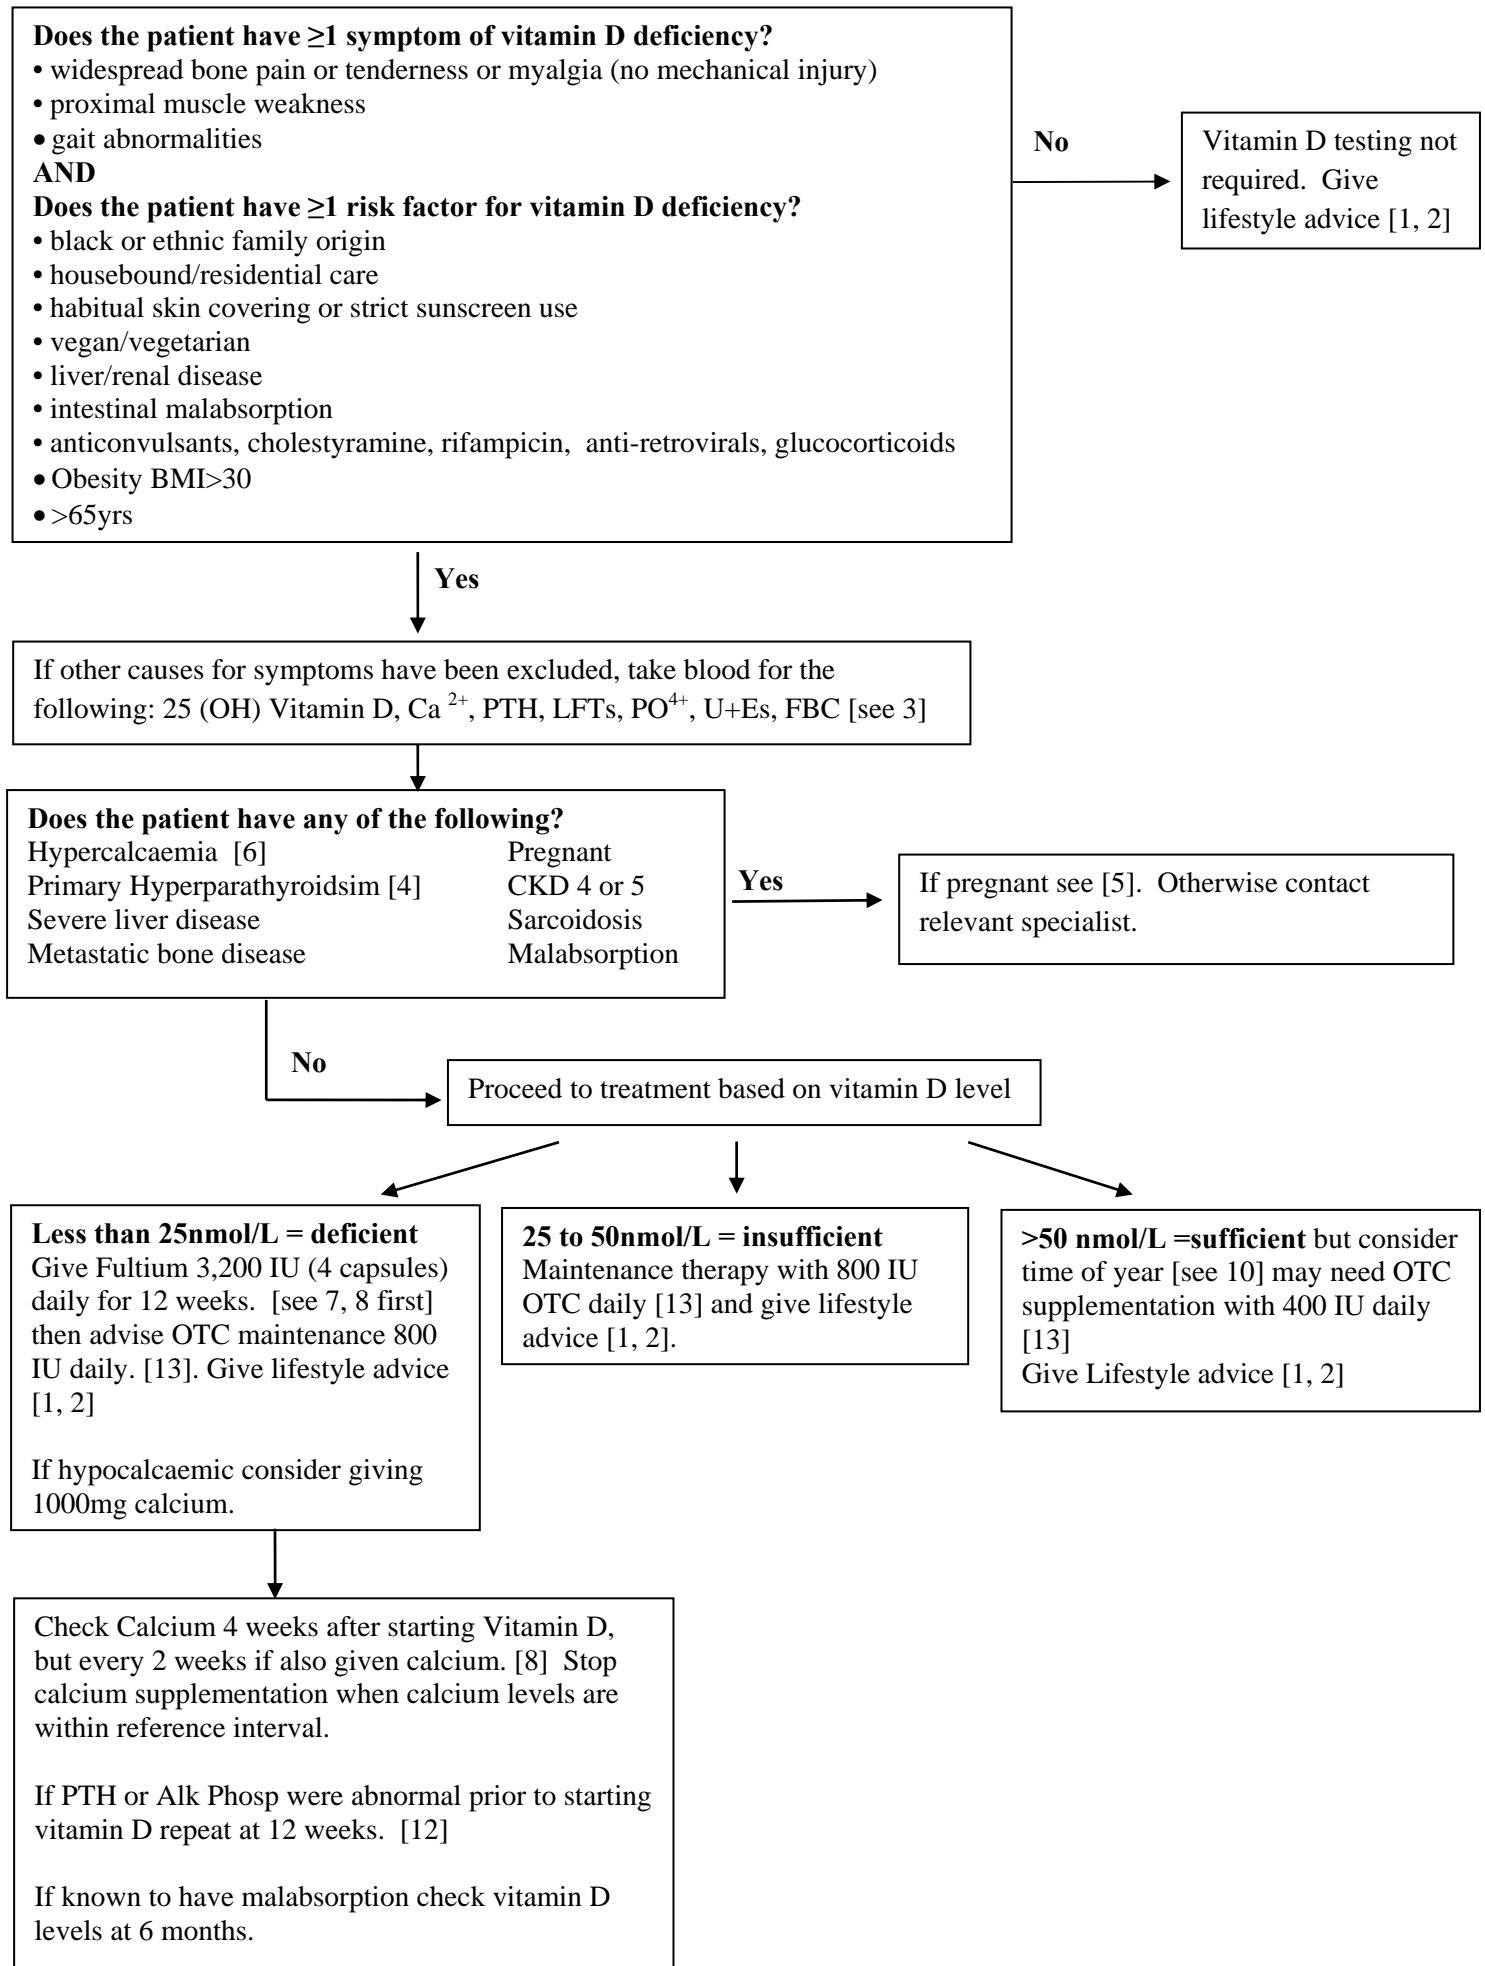 Does the patient have ≥1 symptom of vitamin D deficiency?
• widespread bone pain or tenderness or myalgia (no mechanical injury)
• proximal muscle weakness
• gait abnormalities
AND
Does the patient have ≥1 risk factor for vitamin D deficiency?
• black or ethnic family origin
• housebound/residential care
• habitual skin covering or strict sunscreen use
• vegan/vegetarian
• liver/renal disease
• intestinal malabsorption
• anticonvulsants, cholestyramine, rifampicin, anti-retrovirals, glucocorticoids
• Obesity BMI>30
• >65yrs
No
Vitamin D testing not
required. Give
lifestyle advice [1, 2]
Yes
If other causes for symptoms have been excluded, take blood for the
following: 25 (OH) Vitamin D, Ca 2+, PTH, LFTs, PO4+, U+Es, FBC [see 3]
Does the patient have any of the following?
Hypercalcaemia [6]
Primary Hyperparathyroidsim [4]
Severe liver disease
Metastatic bone disease
Pregnant
CKD 4 or 5
Sarcoidosis
Malabsorption
Yes
If pregnant see [5]. Otherwise contact
relevant specialist.
No
Proceed to treatment based on vitamin D level
Less than 25nmol/L = deficient
Give Fultium 3,200 IU (4 capsules)
daily for 12 weeks. [see 7, 8 first]
then advise OTC maintenance 800
IU daily. [13]. Give lifestyle advice
[1, 2]
If hypocalcaemic consider giving
1000mg calcium.
25 to 50nmol/L = insufficient
Maintenance therapy with 800 IU
OTC daily [13] and give lifestyle
advice [1, 2].
>50 nmol/L =sufficient but consider
time of year [see 10] may need OTC
supplementation with 400 IU daily
[13]
Give Lifestyle advice [1, 2]
Check Calcium 4 weeks after starting Vitamin D,
but every 2 weeks if also given calcium. [8] Stop
calcium supplementation when calcium levels are
within reference interval.
If PTH or Alk Phosp were abnormal prior to starting
vitamin D repeat at 12 weeks. [12]
If known to have malabsorption check vitamin D
levels at 6 months.